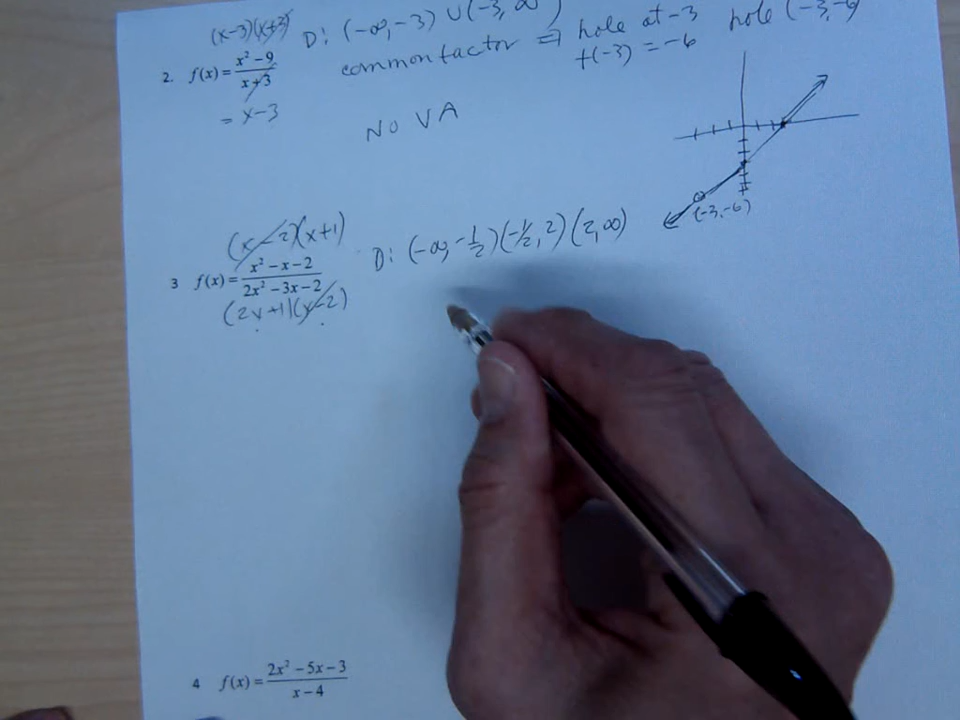 (x-3)(x+3) D: (-∞,-3) ∪ (-3, ∞)
2. f(x) = x² - 9 / x + 3 common factor ⇒ hole at -3 hole (-3,-6)
f(-3) = -6
= x-3
NO VA
(-3,-6)
(x-2)(x+1) D: (-∞, -1/2)(-1/2, 2)(2,∞)
3 f(x) = x² - x - 2 / 2x² - 3x - 2
(2x+1)(x-2)
4 f(x) = 2x² - 5x - 3 / x - 4